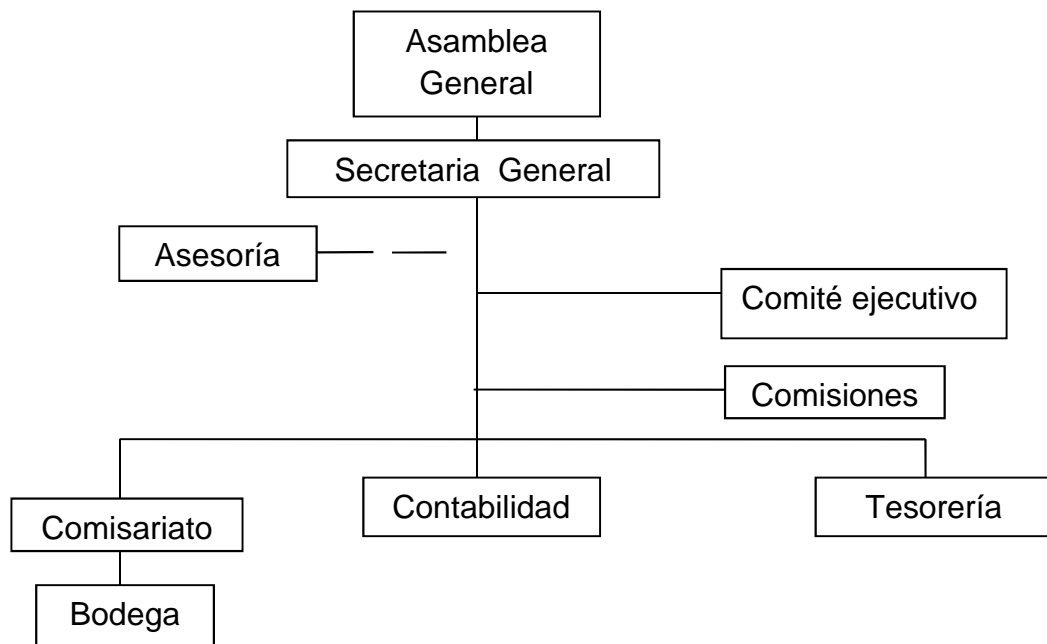 Asamblea
General
Secretaria General
Asesoría
Comité ejecutivo
Comisiones
Comisariato
Contabilidad
Tesorería
Bodega